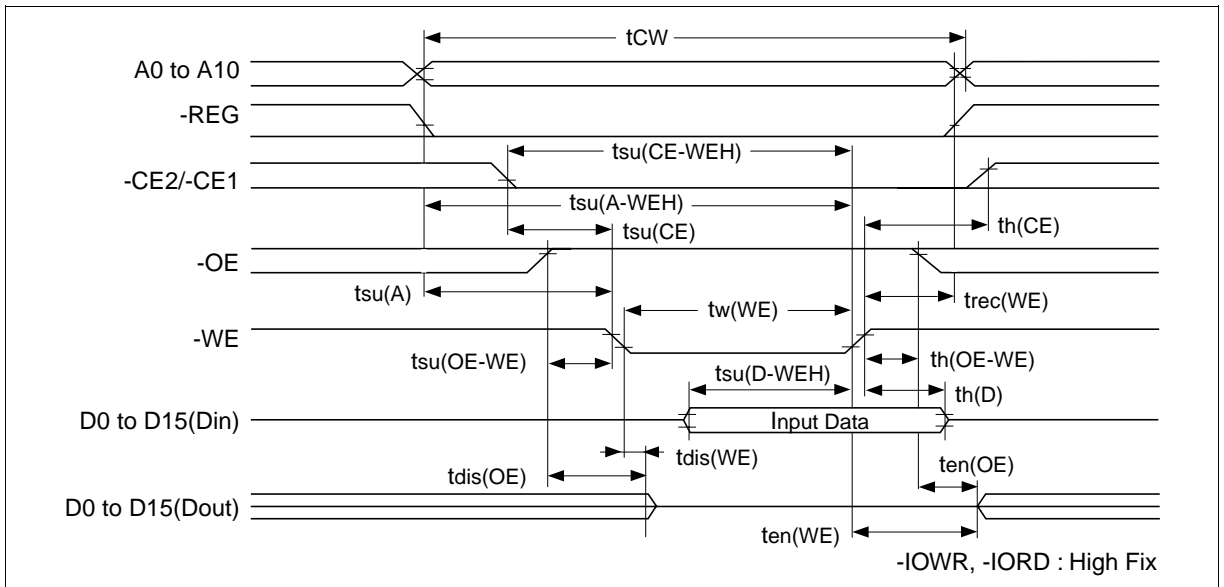 tCW
A0 to A10
-REG
tsu(CE-WEH)
-CE2/-CE1
tsu(A-WEH)
tsu(CE)
th(CE)
-OE
tsu(A)
trec(WE)
tw(WE)
-WE
tsu(OE-WE)
th(OE-WE)
tsu(D-WEH)
th(D)
D0 to D15(Din)
Input Data
tdis(WE)
tdis(OE)
ten(OE)
D0 to D15(Dout)
ten(WE)
-IOWR, -IORD : High Fix